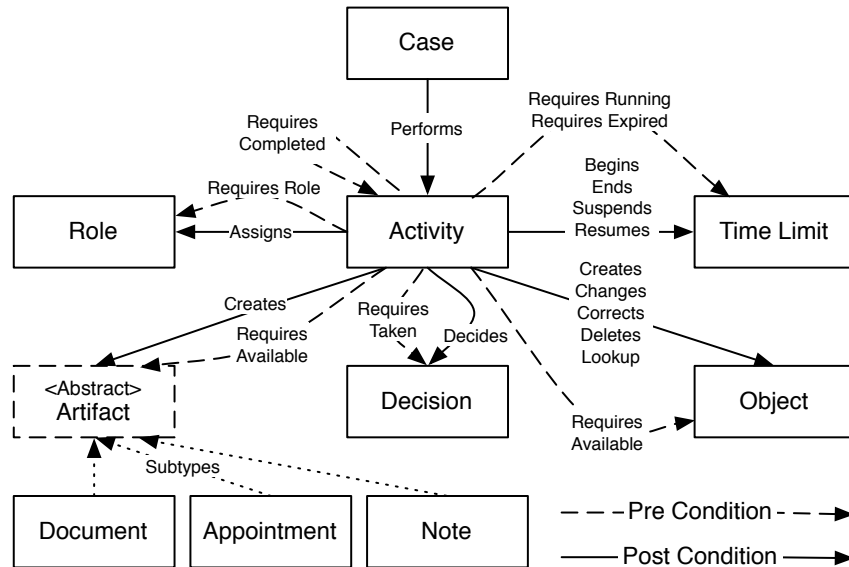 Case
Performs
Requires
Completed
Requires Running
Requires Expired
Requires Role
Role
Assigns
Activity
Begins
Ends
Suspends
Resumes
Time Limit
Creates
Requires
Available
Requires
Taken
Decides
Creates
Changes
Corrects
Deletes
Lookup
<Abstract>
Artifact
Decision
Object
Requires
Available
Subtypes
Document
Appointment
Note
Pre Condition
Post Condition